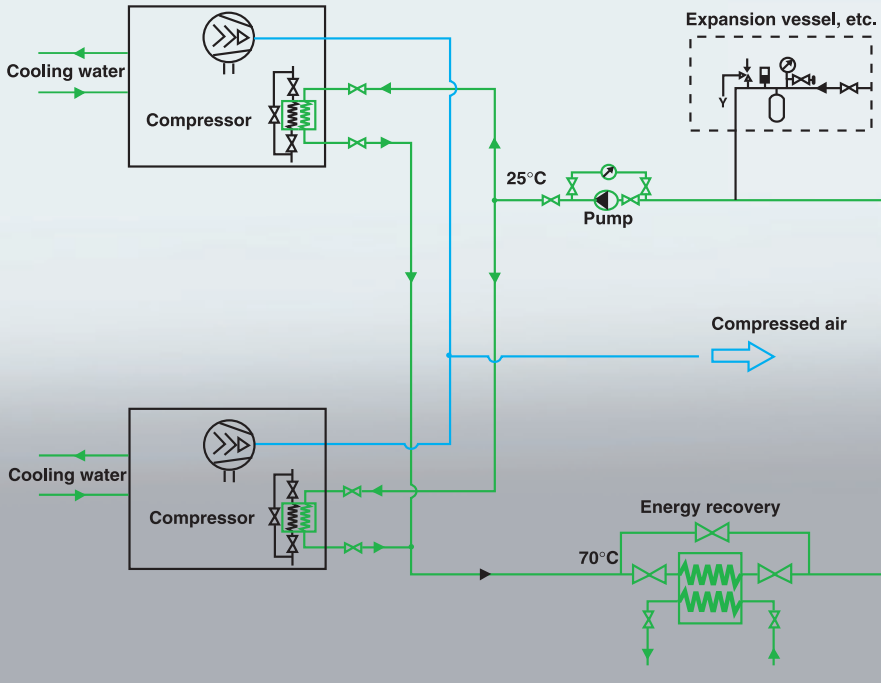 Expansion vessel, etc.
Cooling water
Compressor
Y
25°C
Pump
Compressed air
Cooling water
Compressor
Energy recovery
70°C